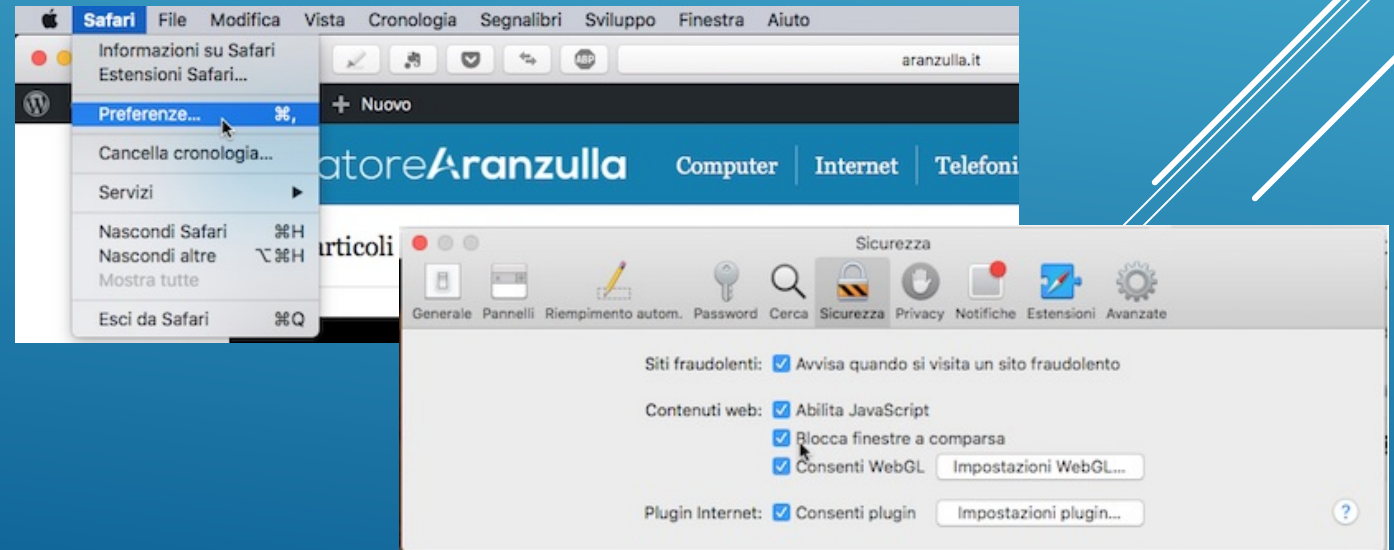 Safari File Modifica Vista Cronologia Segnalibri Sviluppo Finestra Aiuto
Informazioni su Safari
Estensioni Safari...
Preferenze... ⌘,
Cancella cronologia...
Servizi
Nascondi Safari ⌘H
Nascondi altre ⌥⌘H
Mostra tutte
Esci da Safari ⌘Q
ABP
aranzulla.it
+ Nuovo
atoreAranzulla Computer Internet Telefoni
rticoli
Sicurezza
Generale Pannelli Riempimento autom. Password Cerca Sicurezza Privacy Notifiche Estensioni Avanzate
Siti fraudolenti: Avvisa quando si visita un sito fraudolento
Contenuti web: Abilita JavaScript
Blocca finestre a comparsa
Consenti WebGL Impostazioni WebGL...
Plugin Internet: Consenti plugin Impostazioni plugin...
?